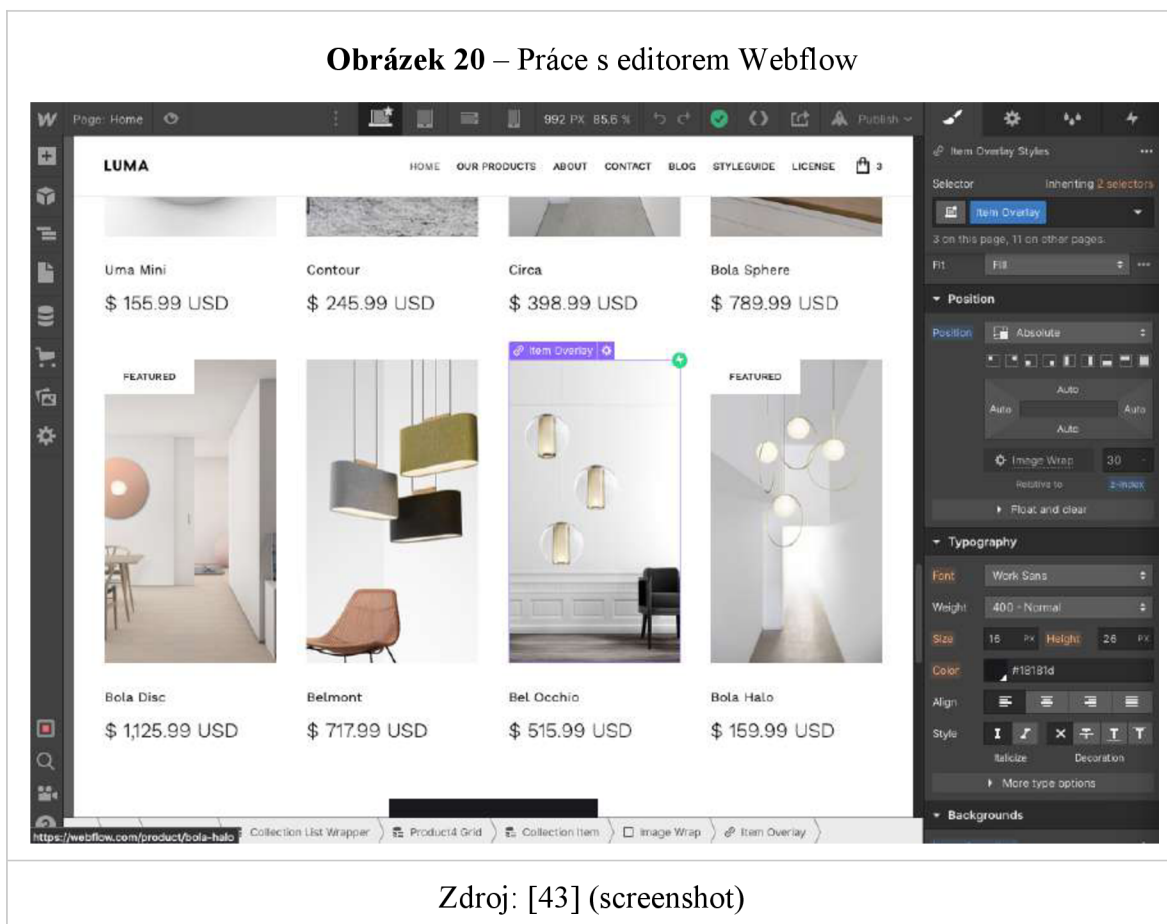 Obrázek 20 – Práce s editorem Webflow
Page: Home 992 PX 85.6 % Publish
LUMA HOME OUR PRODUCTS ABOUT CONTACT BLOG STYLEGUIDE LICENSE 3
Uma Mini Contour Circa Bola Sphere
$ 155.99 USD $ 245.99 USD $ 398.99 USD $ 789.99 USD
Item Overlay
FEATURED FEATURED
Bola Disc Belmont Bel Occhio Bola Halo
$ 1,125.99 USD $ 717.99 USD $ 515.99 USD $ 159.99 USD
https://webflow.com/product/bola-halo Collection List Wrapper Product4 Grid Collection Item Image Wrap Item Overlay
Item Overlay Styles
Selector Inheriting 2 selectors
Item Overlay
3 on this page, 11 on other pages.
Fit Fill
Position
Position Absolute
Auto
Auto Auto
Auto
Image Wrap 30
Relative to z-index
Float and clear
Typography
Font Work Sans
Weight 400 - Normal
Size 16 PX Height 26 PX
Color #18181d
Align
Style
Italicize Decoration
More type options
Backgrounds
Zdroj: [43] (screenshot)